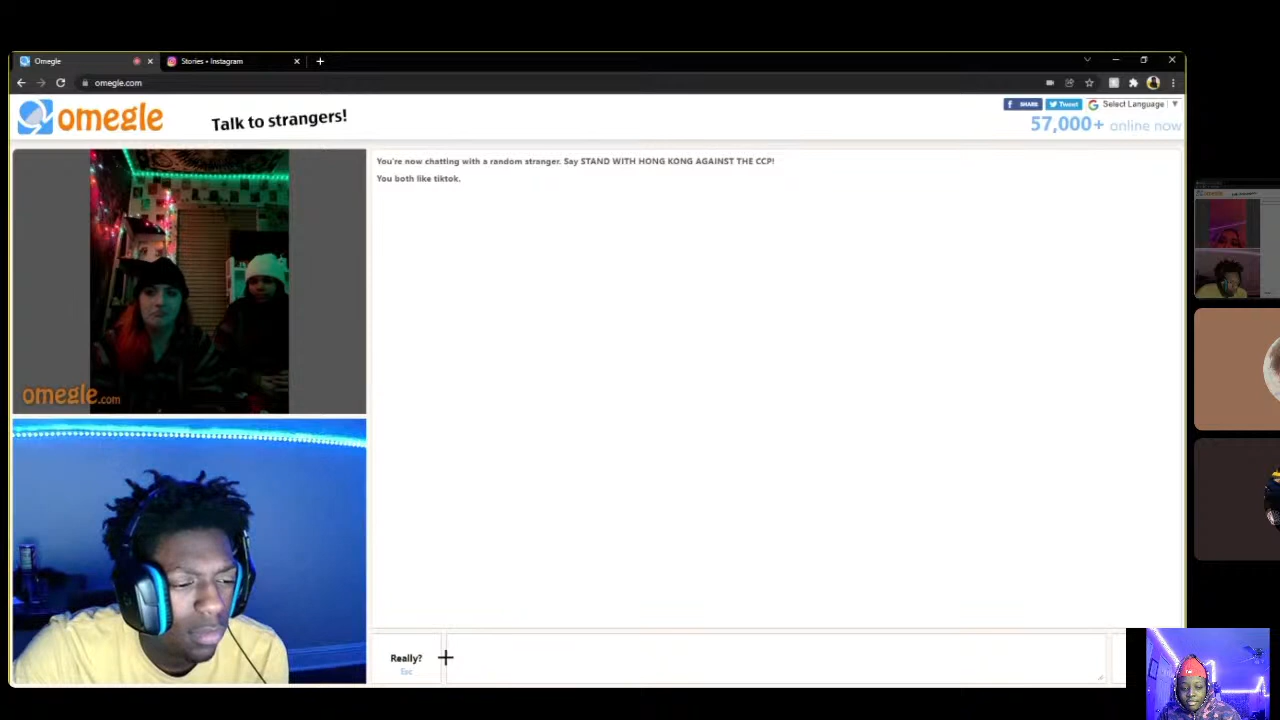 Omegle
Stories • Instagram
omegle.com
omegle
Talk to strangers!
SHARE
Tweet
Select Language
57,000+ online now
You're now chatting with a random stranger. Say STAND WITH HONG KONG AGAINST THE CCP!
You both like tiktok.
omegle.com
Really?
Esc